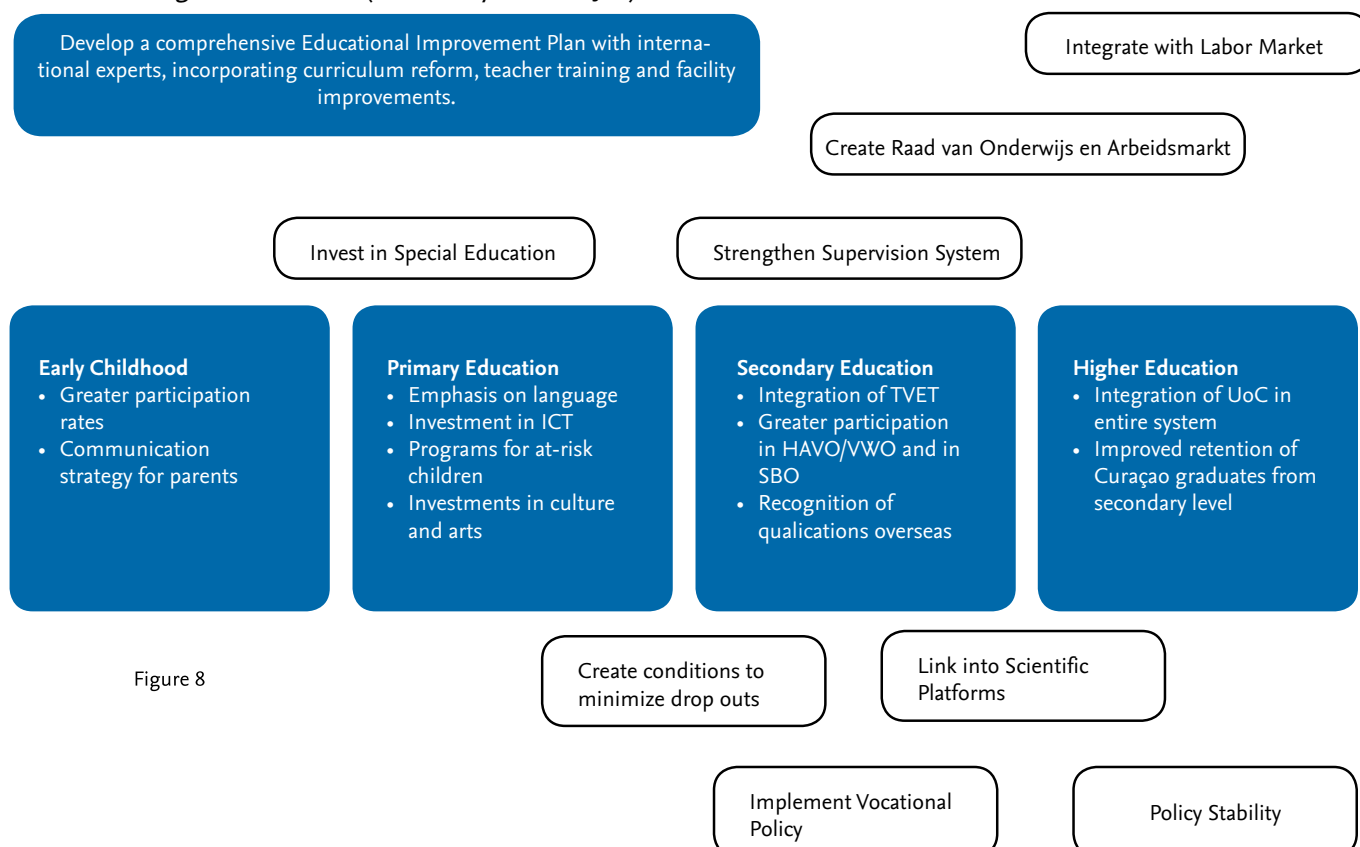 Develop a comprehensive Educational Improvement Plan with interna-
tional experts, incorporating curriculum reform, teacher training and facility
improvements.
Integrate with Labor Market
Create Raad van Onderwijs en Arbeidsmarkt
Invest in Special Education
Strengthen Supervision System
Early Childhood
• Greater participation
rates
• Communication
strategy for parents
Primary Education
• Emphasis on language
• Investment in ICT
• Programs for at-risk
children
• Investments in culture
and arts
Secondary Education
• Integration of TVET
• Greater participation
in HAVO/VWO and in
SBO
• Recognition of
qualications overseas
Higher Education
• Integration of UoC in
entire system
• Improved retention of
Curaçao graduates from
secondary level
Figure 8
Create conditions to
minimize drop outs
Link into Scientific
Platforms
Implement Vocational
Policy
Policy Stability